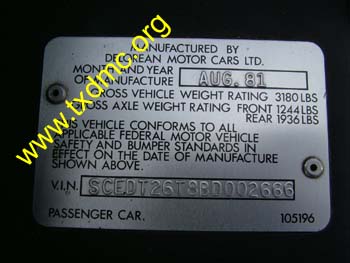 MANUFACTURED BY
DELOREAN MOTOR CARS LTD.
MONTH AND YEAR
OF MANUFACTURE AUG. 81
GROSS VEHICLE WEIGHT RATING 3180 LBS
GROSS AXLE WEIGHT RATING FRONT 1244 LBS
REAR 1936 LBS
THIS VEHICLE CONFORMS TO ALL
APPLICABLE FEDERAL MOTOR VEHICLE
SAFETY AND BUMPER STANDARDS IN
EFFECT ON THE DATE OF MANUFACTURE
SHOWN ABOVE.
V.I.N. SCEDT26T8BD002666
PASSENGER CAR. 105196
www.txdmc.org